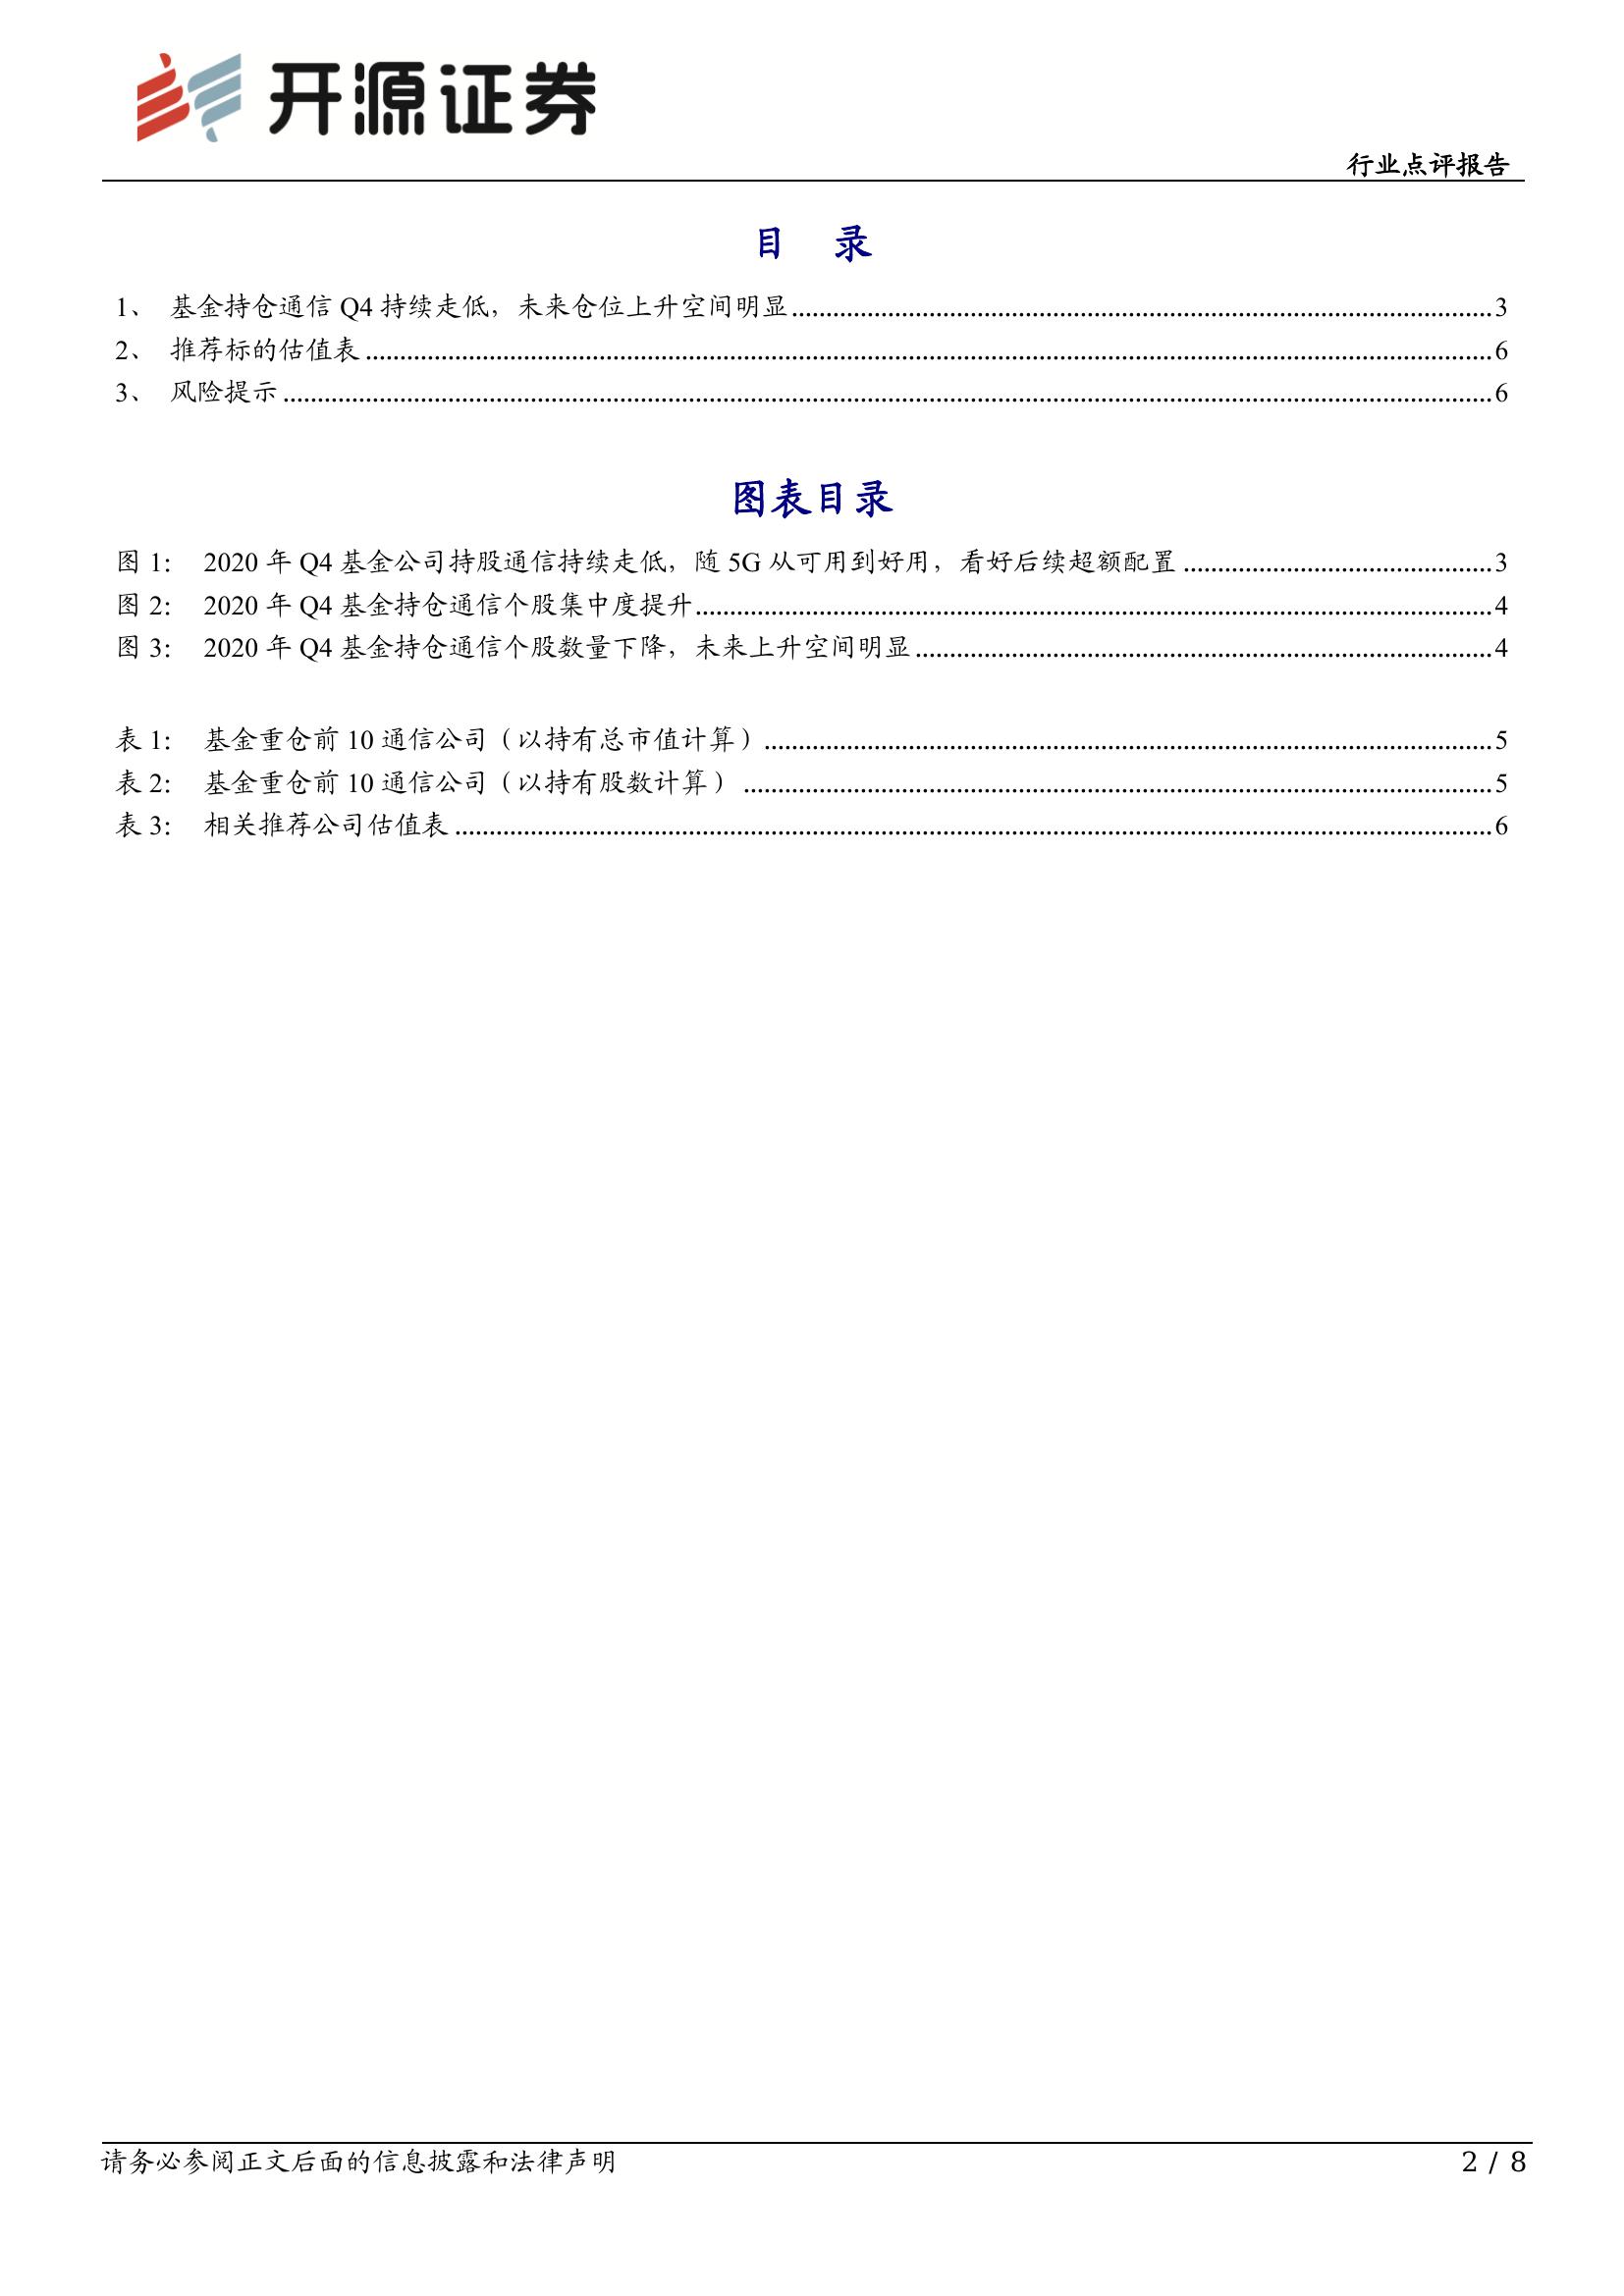 开源证券
行业点评报告
目 录
1、 基金持仓通信 Q4 持续走低，未来仓位上升空间明显 3
2、 推荐标的估值表 6
3、 风险提示 6
图表目录
图 1： 2020 年 Q4 基金公司持股通信持续走低，随 5G 从可用到好用，看好后续超额配置 3
图 2： 2020 年 Q4 基金持仓通信个股集中度提升 4
图 3： 2020 年 Q4 基金持仓通信个股数量下降，未来上升空间明显 4
表 1： 基金重仓前 10 通信公司（以持有总市值计算） 5
表 2： 基金重仓前 10 通信公司（以持有股数计算） 5
表 3： 相关推荐公司估值表 6
请务必参阅正文后面的信息披露和法律声明
2 / 8